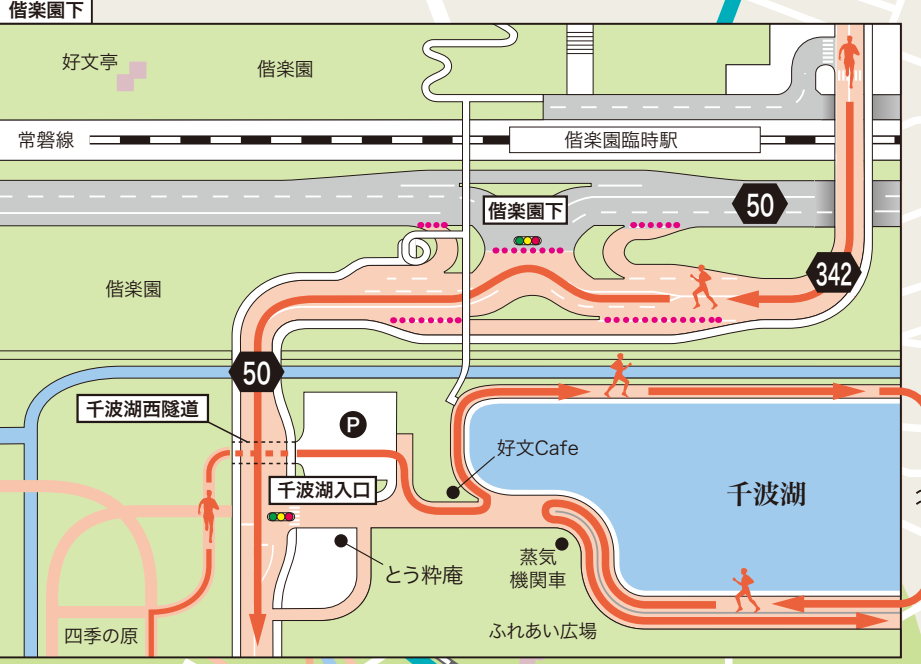 偕楽園下
好文亭
偕楽園
常磐線
偕楽園臨時駅
50
偕楽園下
342
偕楽園
50
千波湖西隧道
P
好文Cafe
千波湖入口
千波湖
とう粋庵
蒸気
機関車
四季の原
ふれあい広場